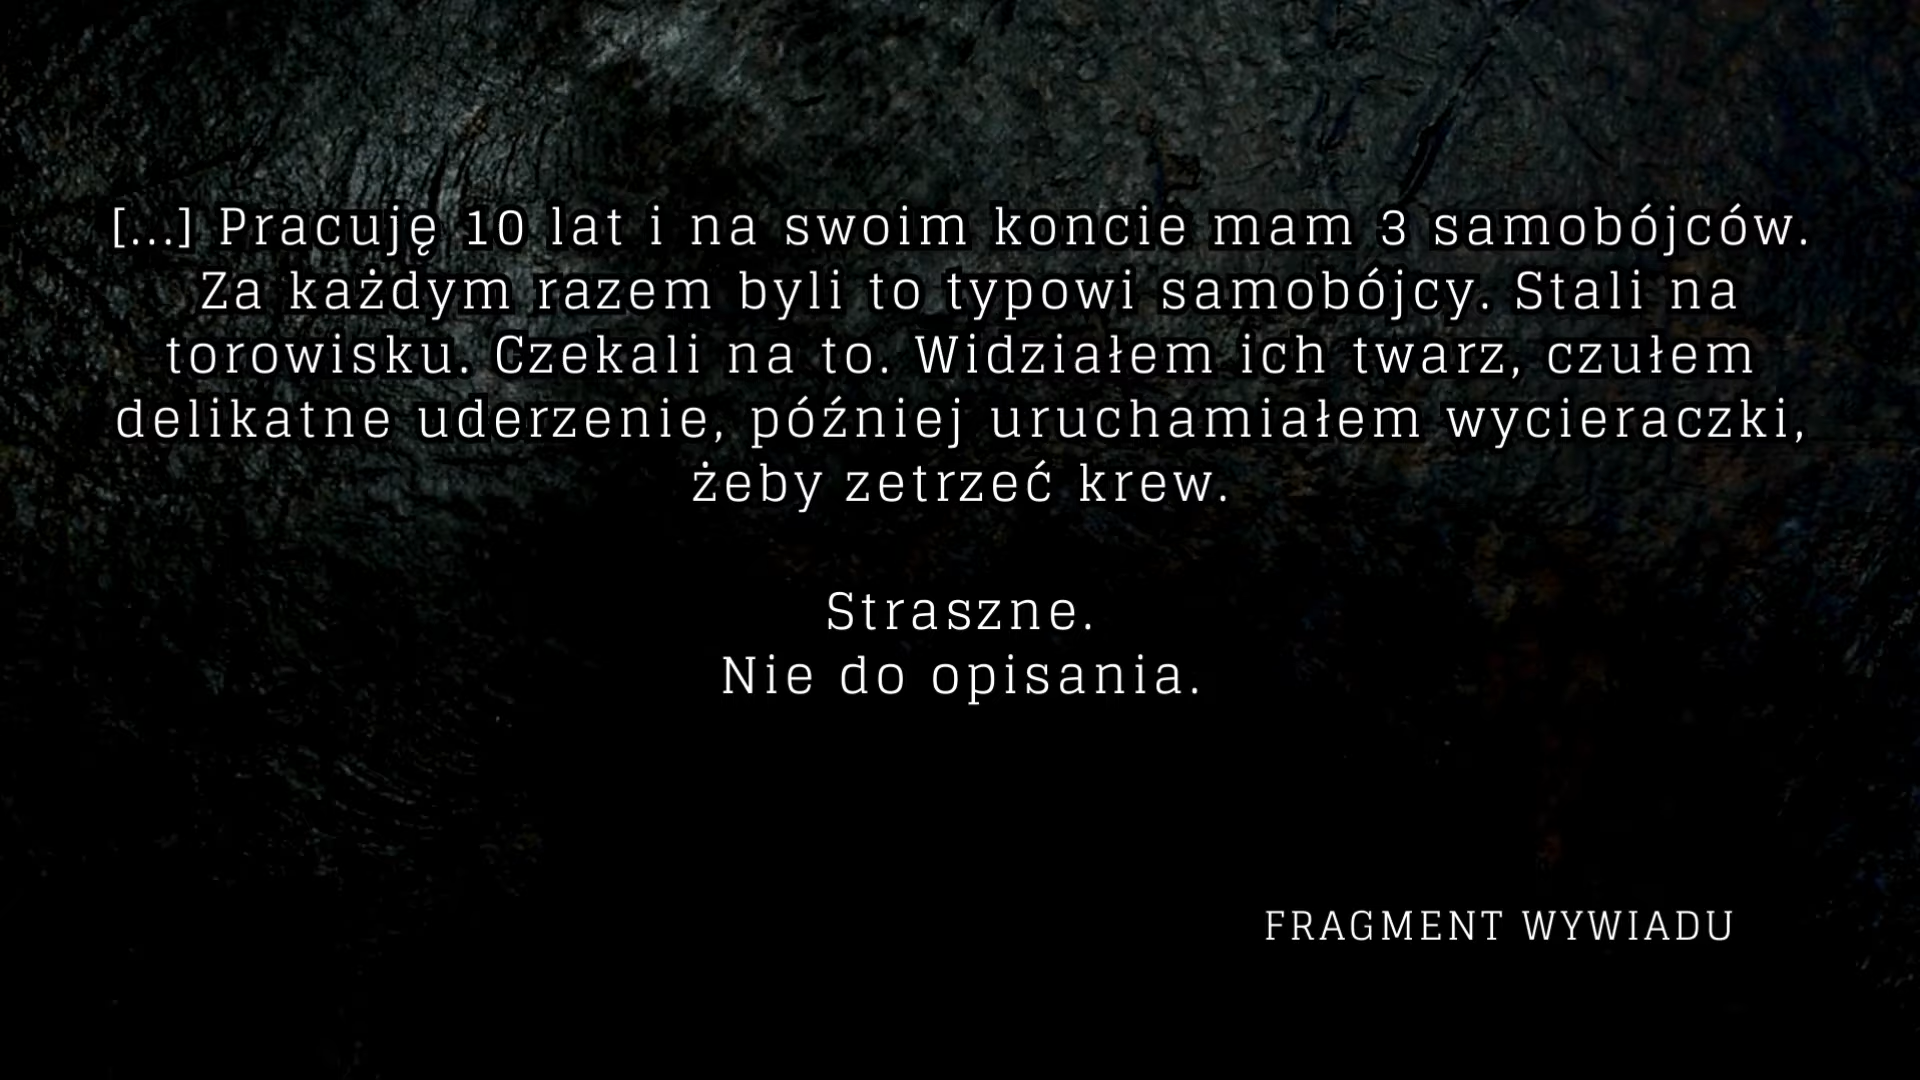 [...] Pracuję 10 lat i na swoim koncie mam 3 samobójców.
Za każdym razem byli to typowi samobójcy. Stali na
torowisku. Czekali na to. Widziałem ich twarz, czułem
delikatne uderzenie, później uruchamiałem wycieraczki,
żeby zetrzeć krew.
Straszne.
Nie do opisania.
FRAGMENT WYWIADU